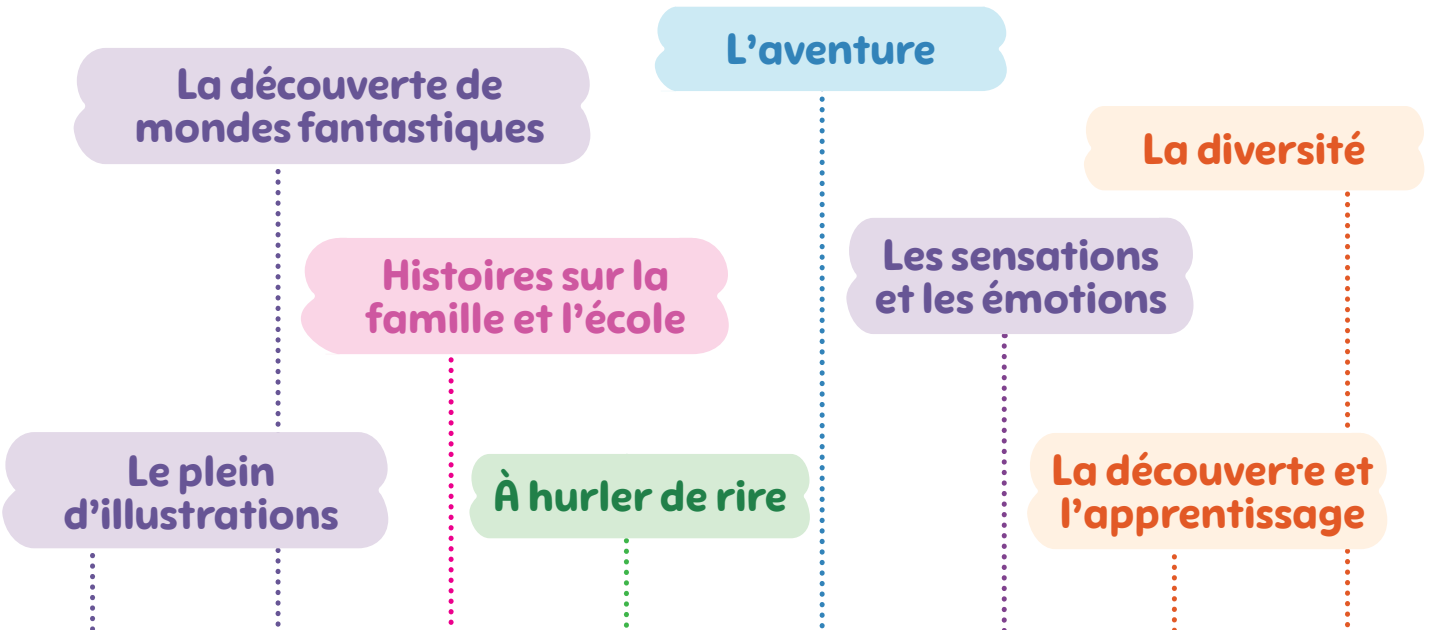 L’aventure
La découverte de
mondes fantastiques
La diversité
Histoires sur la
famille et l’école
Les sensations
et les émotions
Le plein
d’illustrations
À hurler de rire
La découverte et
l’apprentissage